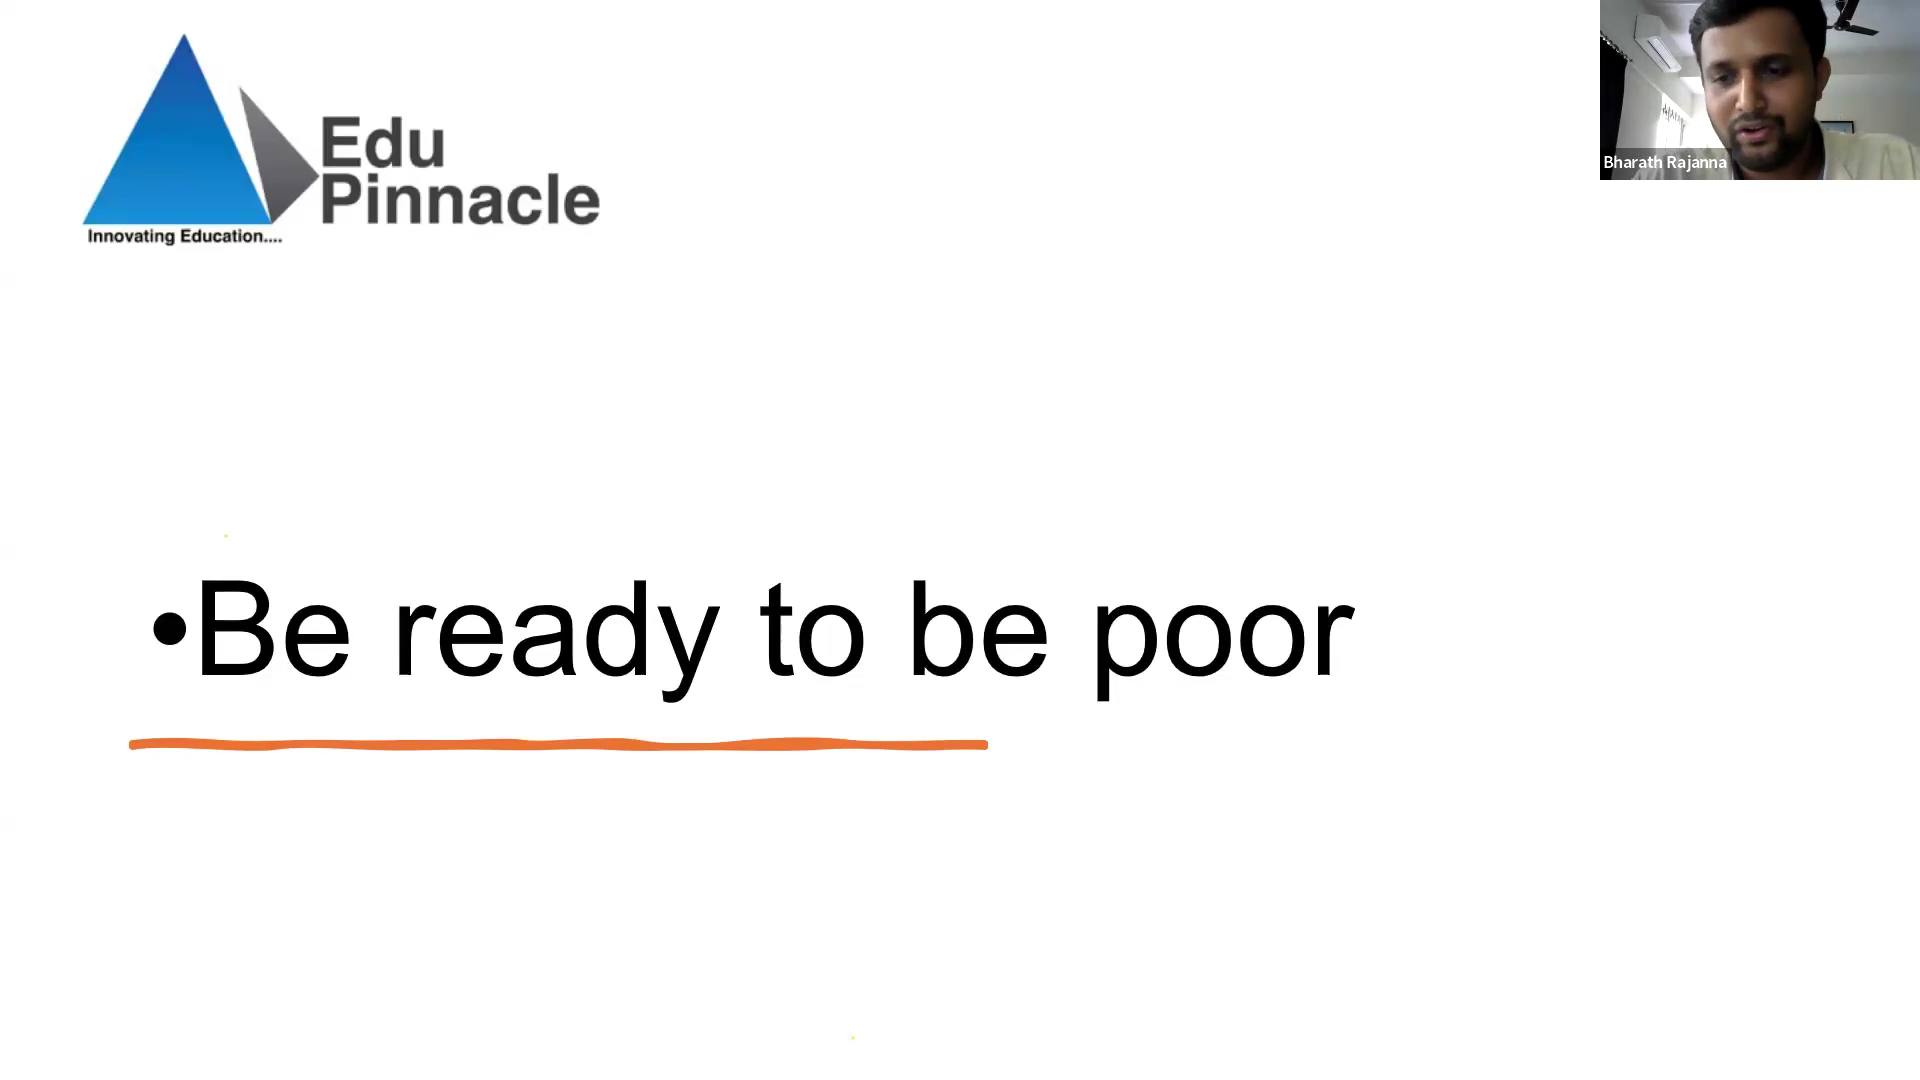 Edu
Pinnacle
Innovating Education....
Bharath Rajanna
•Be ready to be poor